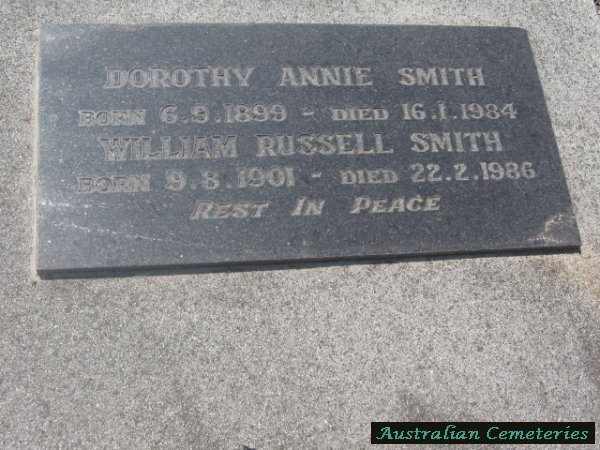 DOROTHY ANNIE SMITH
BORN 6.9.1899 - DIED 16.1.1984
WILLIAM RUSSELL SMITH
BORN 9.8.1901 - DIED 22.2.1986
REST IN PEACE
Australian Cemeteries